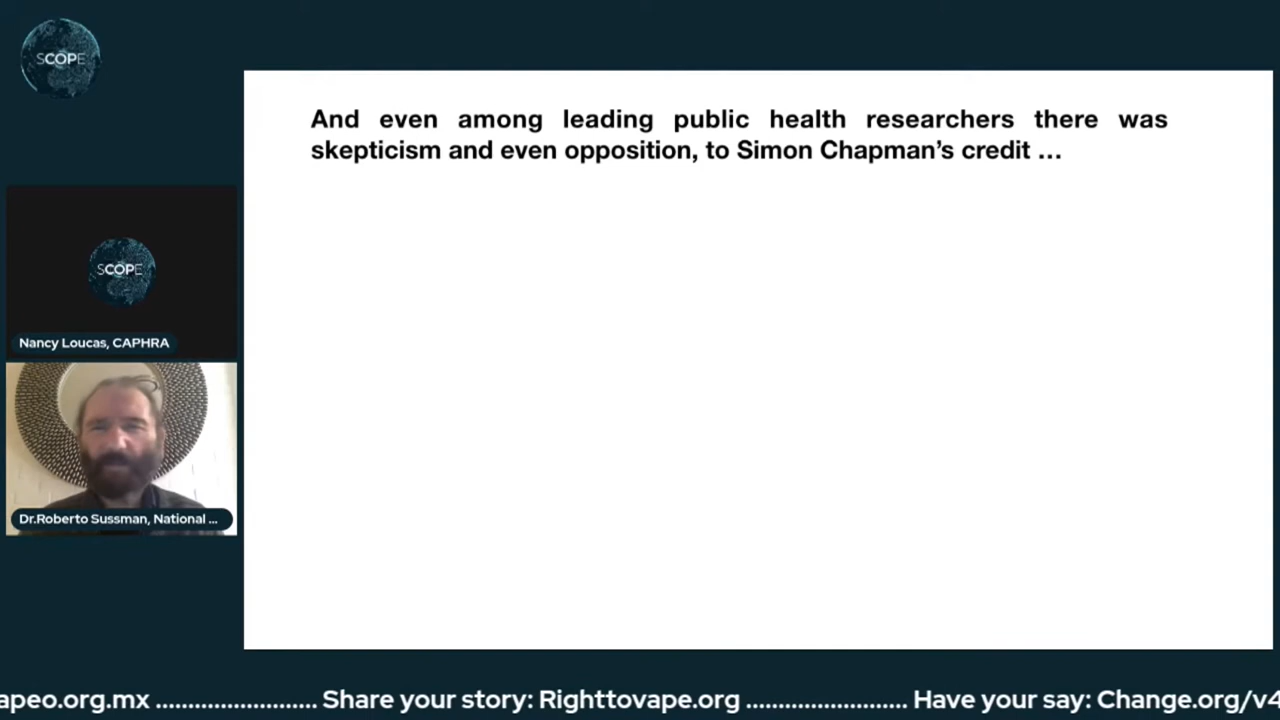 SCOPE
And even among leading public health researchers there was
skepticism and even opposition, to Simon Chapman’s credit …
SCOPE
Nancy Loucas, CAPHRA
Dr.Roberto Sussman, National ...
apeo.org.mx ......................... Share your story: Righttovape.org ......................... Have your say: Change.org/v4